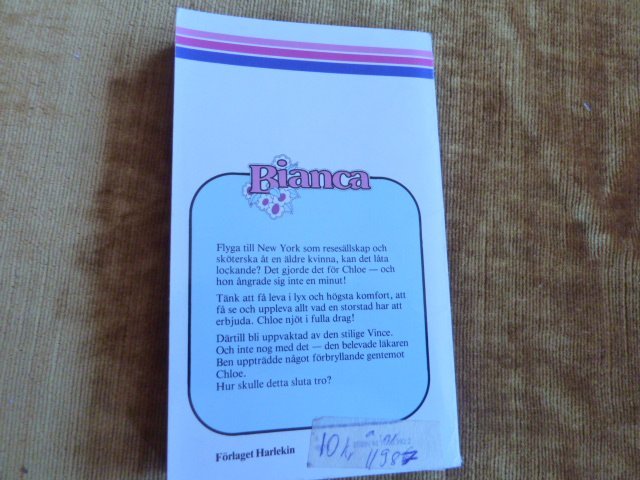 Bianca
Flyga till New York som resesällskap och
sköterska åt en äldre kvinna, kan det låta
lockande? Det gjorde det för Chloe — och
hon ångrade sig inte en minut!
Tänk att få leva i lyx och högsta komfort, att
få se och uppleva allt vad en storstad har att
erbjuda. Chloe njöt i fulla drag!
Därtill bli uppvaktad av den stilige Vince.
Och inte nog med det — den belevade läkaren
Ben uppträdde något förbryllande gentemot
Chloe.
Hur skulle detta sluta tro?
10 kr
Förlaget Harlekin